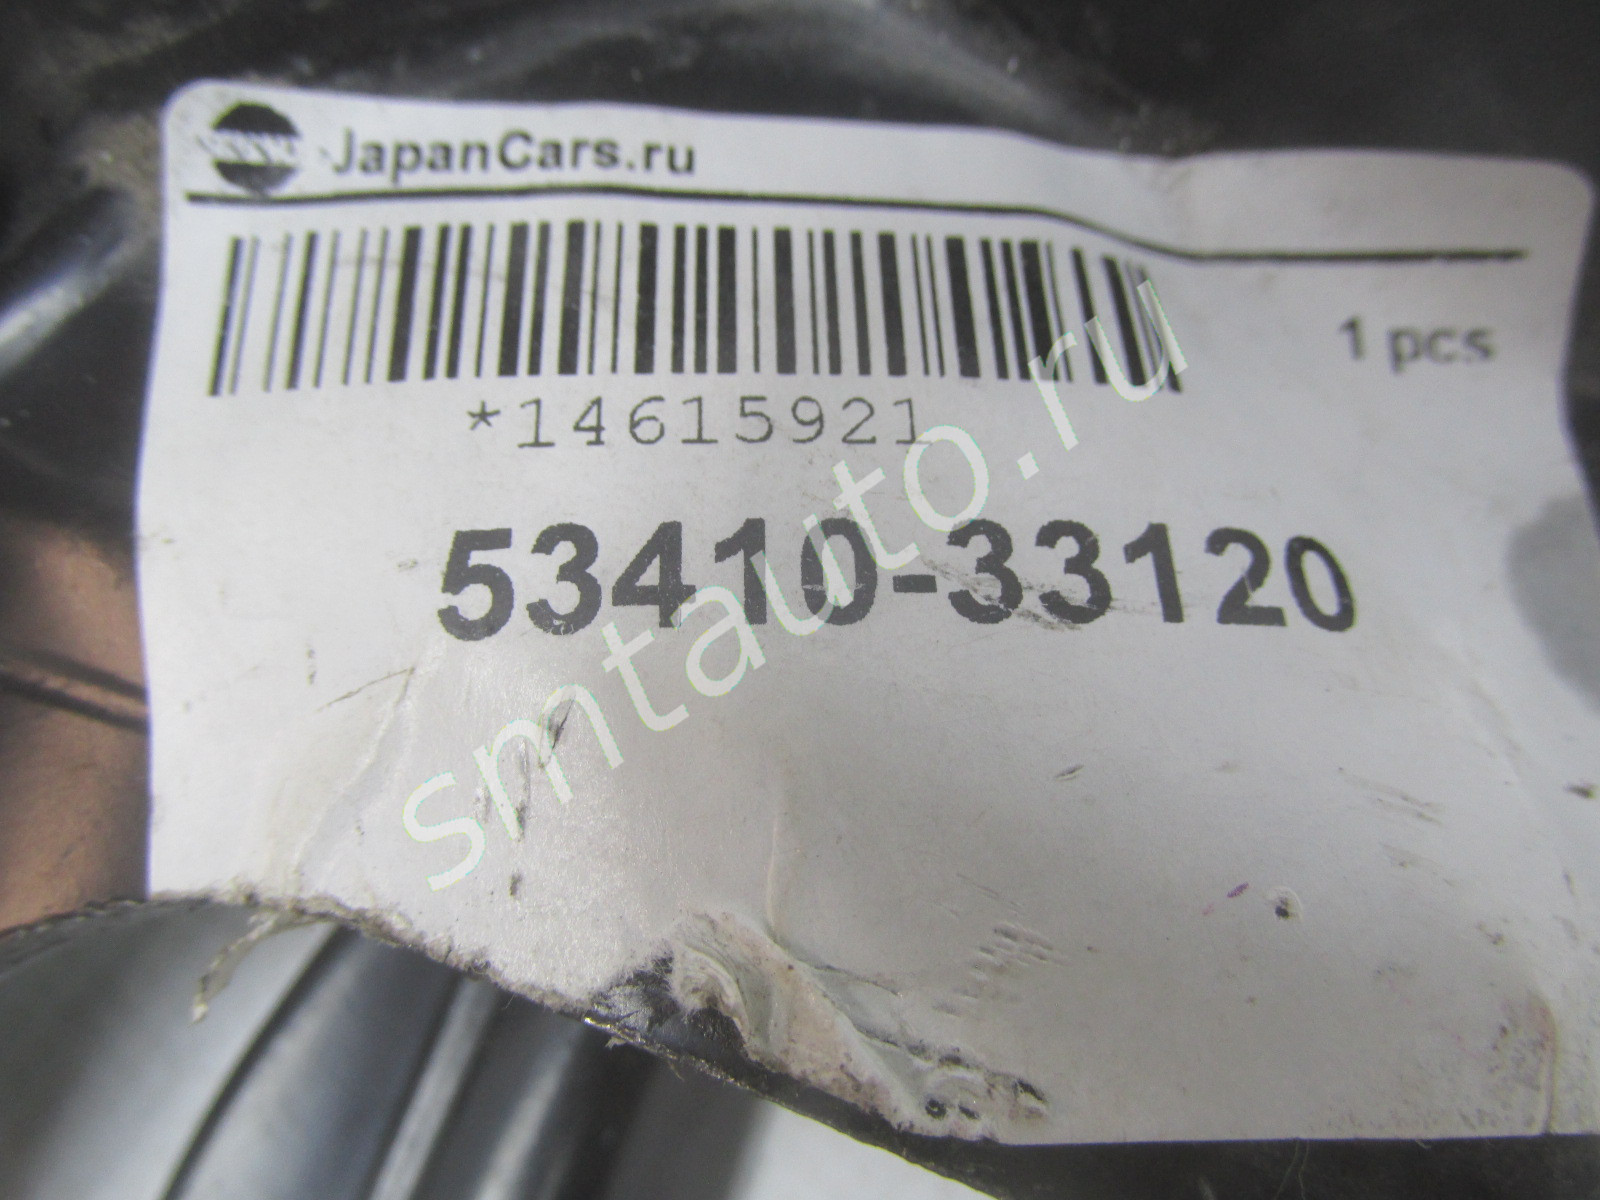 JapanCars.ru
1 pcs
*14615921
53410-33120
smtauto.ru